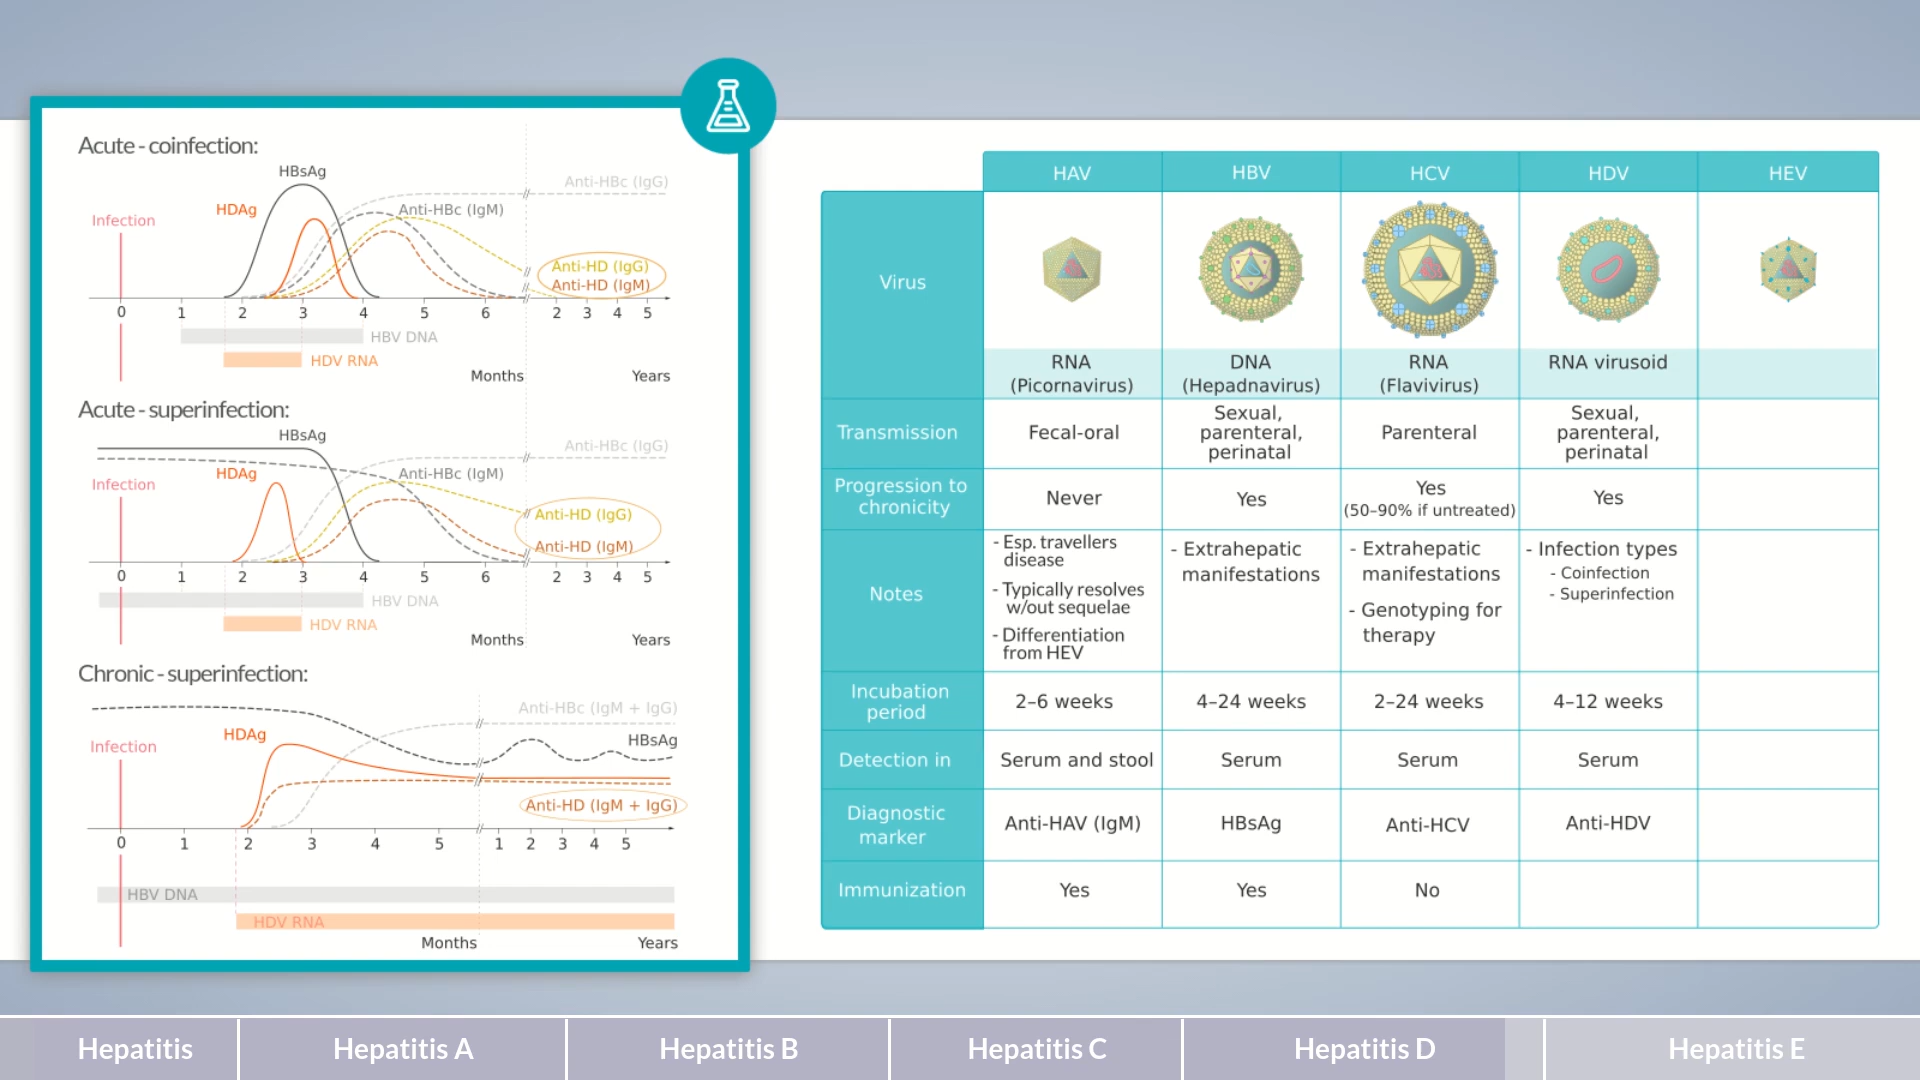 Acute - coinfection:
HBsAg
Anti-HBc (IgG)
HDAg
Anti-HBc (IgM)
Infection
Anti-HD (IgG)
Anti-HD (IgM)
0 1 2 3 4 5 6 2 3 4 5
HBV DNA
HDV RNA
Months Years
Acute - superinfection:
HBsAg
Anti-HBc (IgG)
HDAg
Anti-HBc (IgM)
Infection
Anti-HD (IgG)
Anti-HD (IgM)
0 1 2 3 4 5 6 2 3 4 5
HBV DNA
HDV RNA
Months Years
Chronic - superinfection:
Anti-HBc (IgM + IgG)
HDAg
HBsAg
Infection
Anti-HD (IgM + IgG)
0 1 2 3 4 5 1 2 3 4 5
HBV DNA
HDV RNA
Months Years
HAV HBV HCV HDV HEV
Virus
RNA
(Picornavirus)
DNA
(Hepadnavirus)
RNA
(Flavivirus)
RNA virusoid
Transmission
Fecal-oral
Sexual,
parenteral,
perinatal
Parenteral
Sexual,
parenteral,
perinatal
Progression to
chronicity
Never
Yes
Yes
(50–90% if untreated)
Yes
Notes
- Esp. travellers
disease
- Typically resolves
w/out sequelae
- Differentiation
from HEV
- Extrahepatic
manifestations
- Extrahepatic
manifestations
- Genotyping for
therapy
- Infection types
- Coinfection
- Superinfection
Incubation
period
2–6 weeks
4–24 weeks
2–24 weeks
4–12 weeks
Detection in
Serum and stool
Serum
Serum
Serum
Diagnostic
marker
Anti-HAV (IgM)
HBsAg
Anti-HCV
Anti-HDV
Immunization
Yes
Yes
No
Hepatitis
Hepatitis A
Hepatitis B
Hepatitis C
Hepatitis D
Hepatitis E